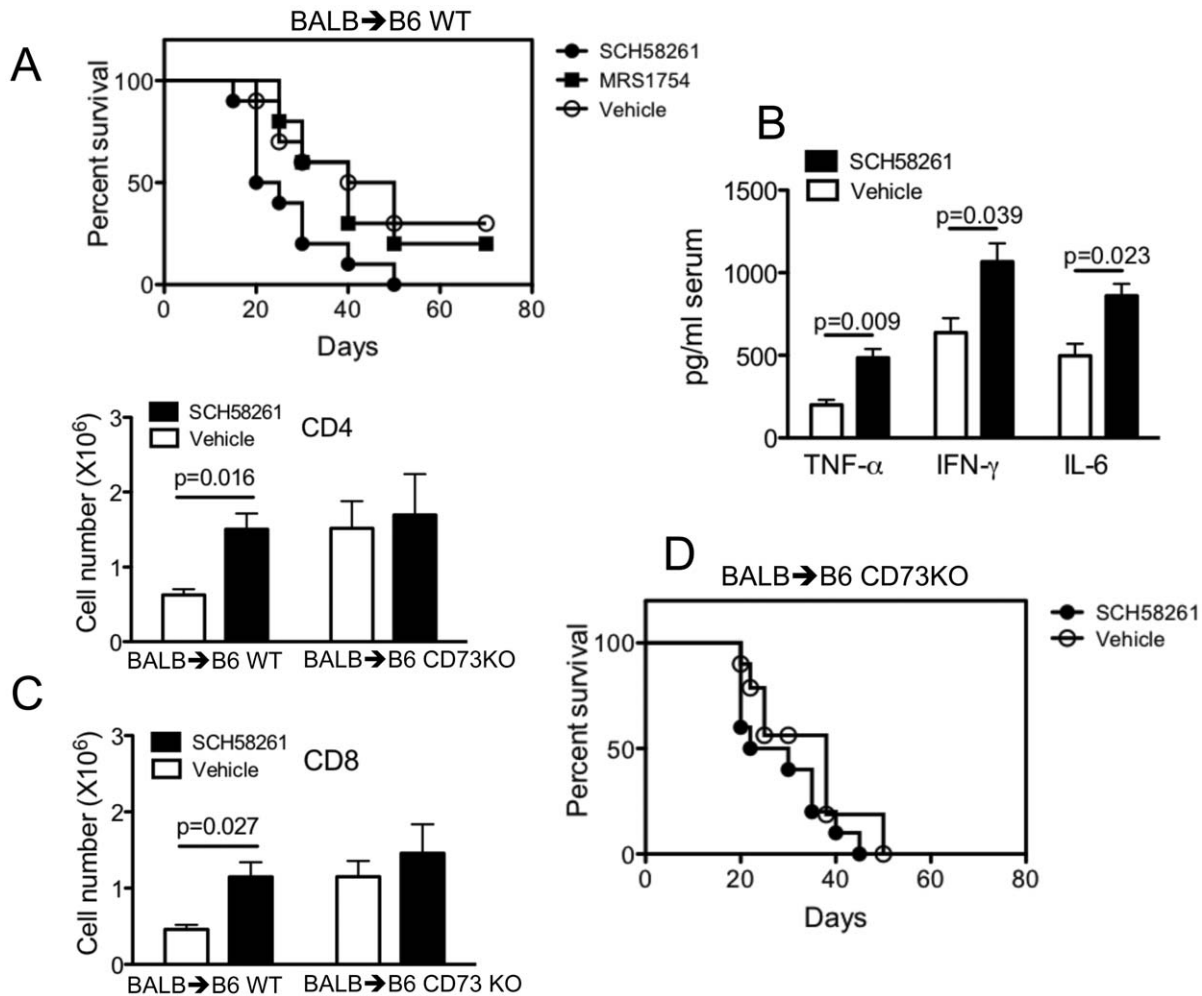 A
BALB➔B6 WT
Percent survival
100
50
0
0 20 40 60 80
Days
SCH58261
MRS1754
Vehicle
B
SCH58261
Vehicle
pg/ml serum
1500
1000
500
0
p=0.009
p=0.039
p=0.023
TNF-α IFN-γ IL-6
C
SCH58261
Vehicle
CD4
Cell number (X10⁶)
3
2
1
0
p=0.016
BALB➔B6 WT BALB➔B6 CD73KO
SCH58261
Vehicle
CD8
Cell number (X10⁶)
3
2
1
0
p=0.027
BALB➔B6 WT BALB➔B6 CD73 KO
D
BALB➔B6 CD73KO
Percent survival
100
50
0
0 20 40 60 80
Days
SCH58261
Vehicle